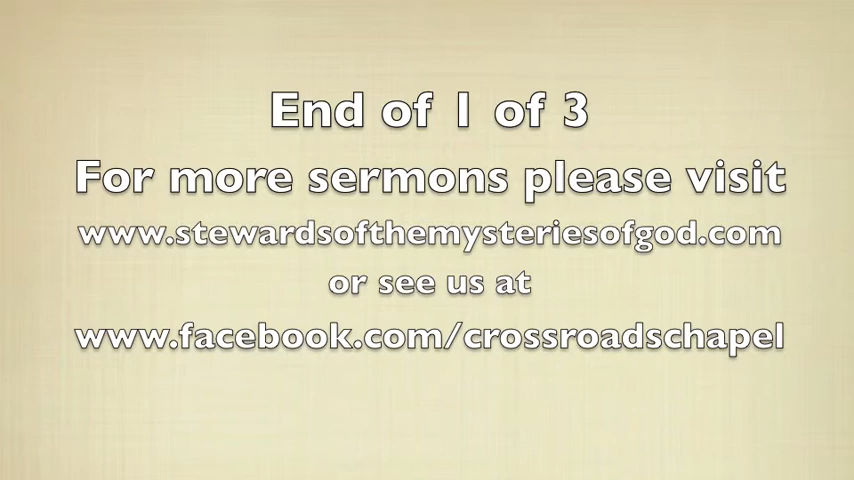 End of 1 of 3
For more sermons please visit
www.stewardsofthemysteriesofgod.com
or see us at
www.facebook.com/crossroadschapel